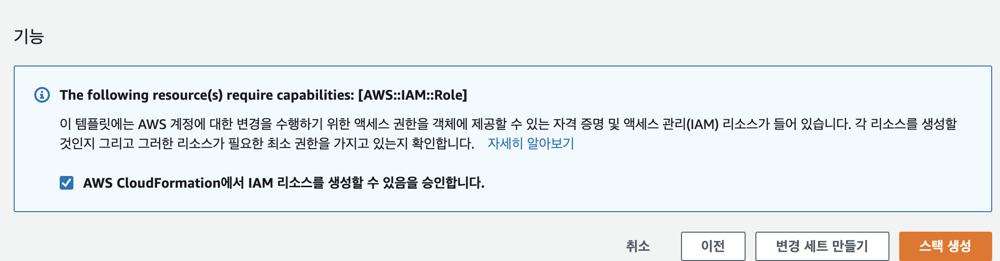 기능
The following resource(s) require capabilities: [AWS::IAM::Role]
이 템플릿에는 AWS 계정에 대한 변경을 수행하기 위한 액세스 권한을 객체에 제공할 수 있는 자격 증명 및 액세스 관리(IAM) 리소스가 들어 있습니다. 각 리소스를 생성할
것인지 그리고 그러한 리소스가 필요한 최소 권한을 가지고 있는지 확인합니다. 자세히 알아보기
AWS CloudFormation에서 IAM 리소스를 생성할 수 있음을 승인합니다.
취소 이전 변경 세트 만들기 스택 생성